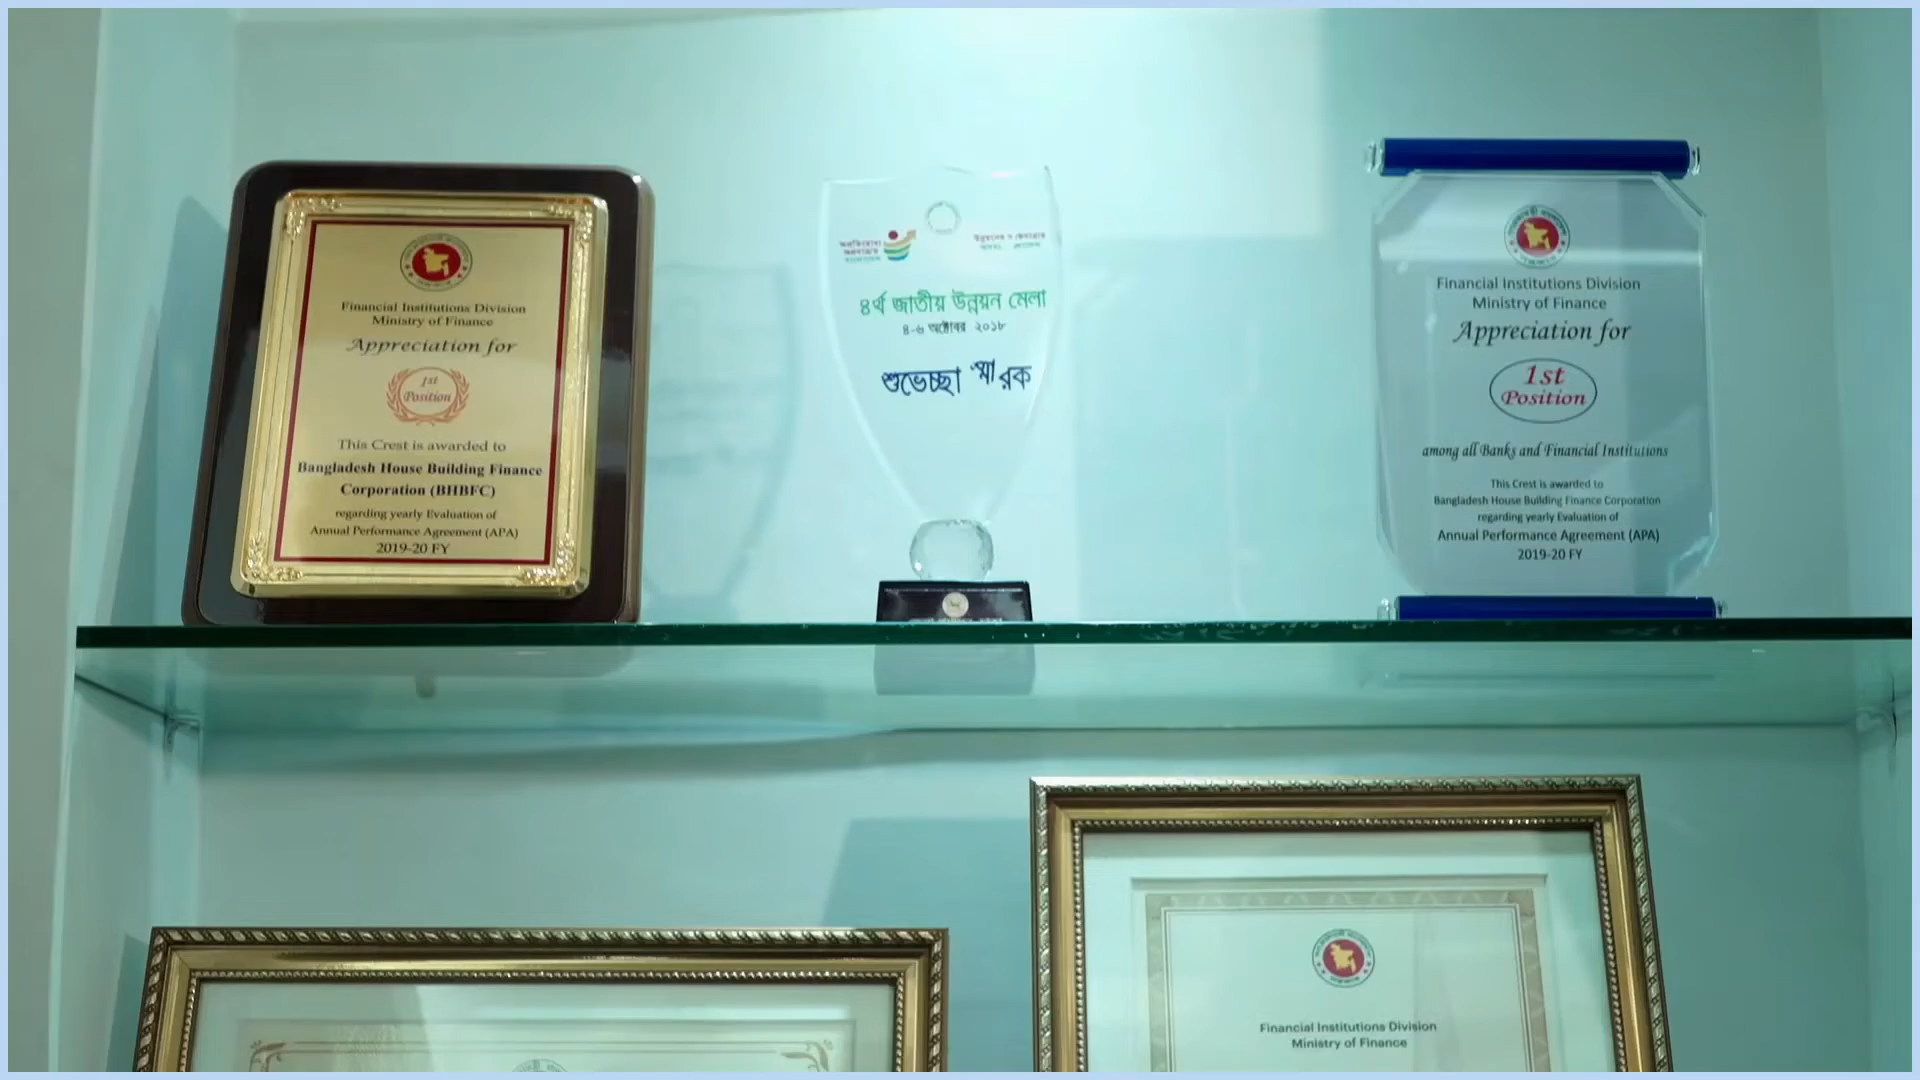 Financial Institutions Division
Ministry of Finance
Appreciation for
1st
Position
This Crest is awarded to
Bangladesh House Building Finance
Corporation (BHBFC)
regarding yearly Evaluation of
Annual Performance Agreement (APA)
2019-20 FY
৪র্থ জাতীয় উন্নয়ন মেলা
৪-৬ অক্টোবর ২০১৮
শুভেচ্ছা স্মারক
Financial Institutions Division
Ministry of Finance
Appreciation for
1st
Position
among all Banks and Financial Institutions
This Crest is awarded to
Bangladesh House Building Finance Corporation
regarding yearly Evaluation of
Annual Performance Agreement (APA)
2019-20 FY
Financial Institutions Division
Ministry of Finance